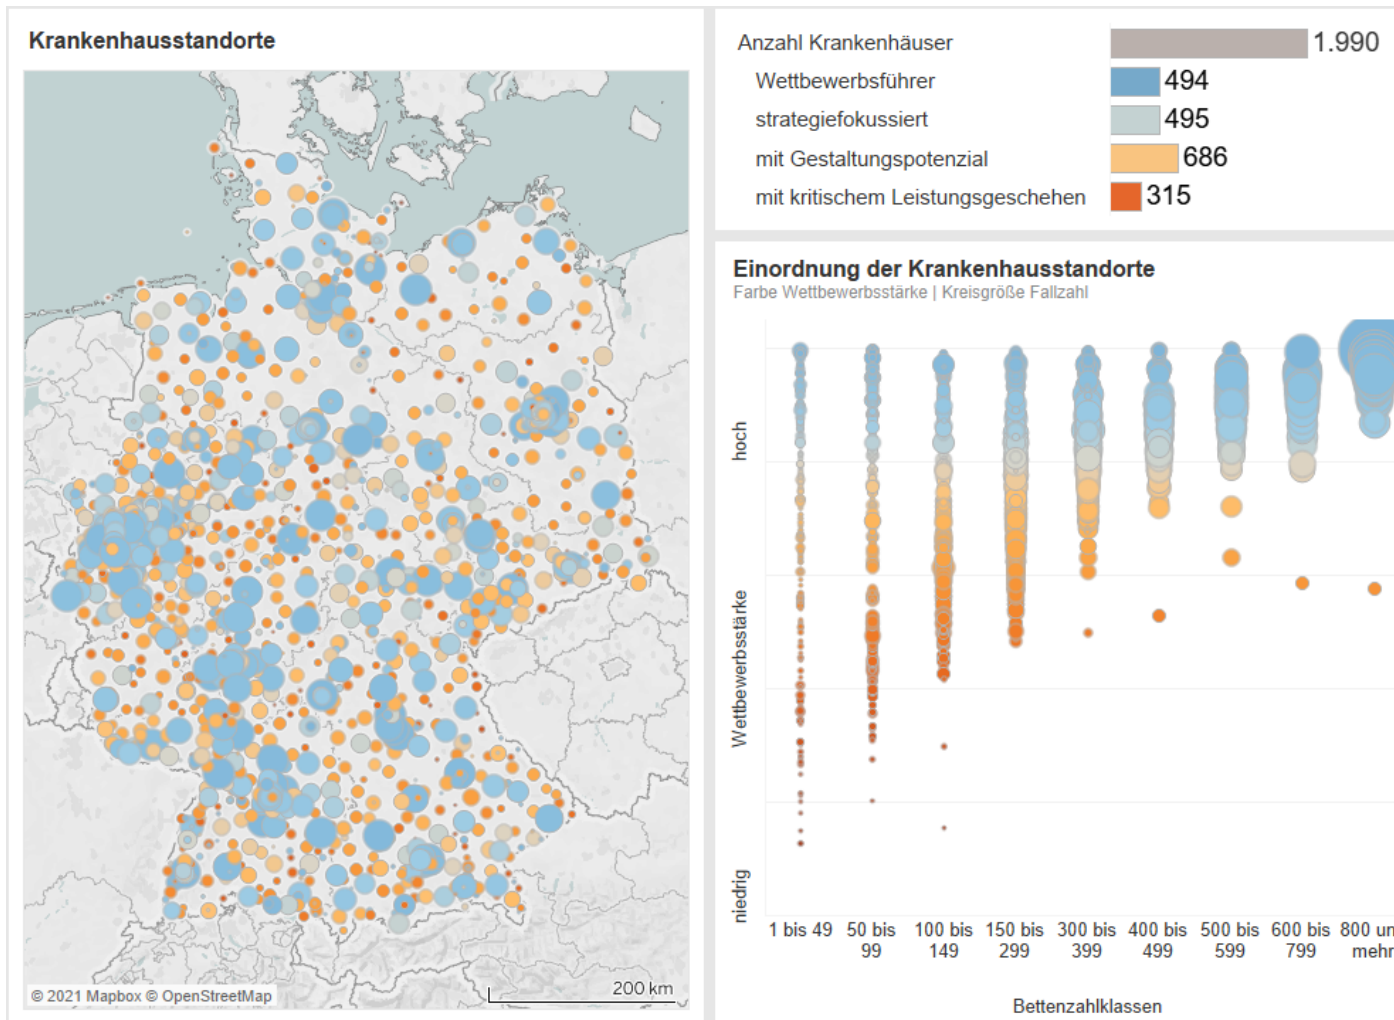 Krankenhausstandorte
© 2021 Mapbox © OpenStreetMap
200 km
Anzahl Krankenhäuser 1.990
Wettbewerbsführer 494
strategiefokussiert 495
mit Gestaltungspotenzial 686
mit kritischem Leistungsgeschehen 315
Einordnung der Krankenhausstandorte
Farbe Wettbewerbsstärke | Kreisgröße Fallzahl
hoch
Wettbewerbsstärke
niedrig
1 bis 49 50 bis 100 bis 150 bis 300 bis 400 bis 500 bis 600 bis 800 un
99 149 299 399 499 599 799 mehr
Bettenzahlklassen